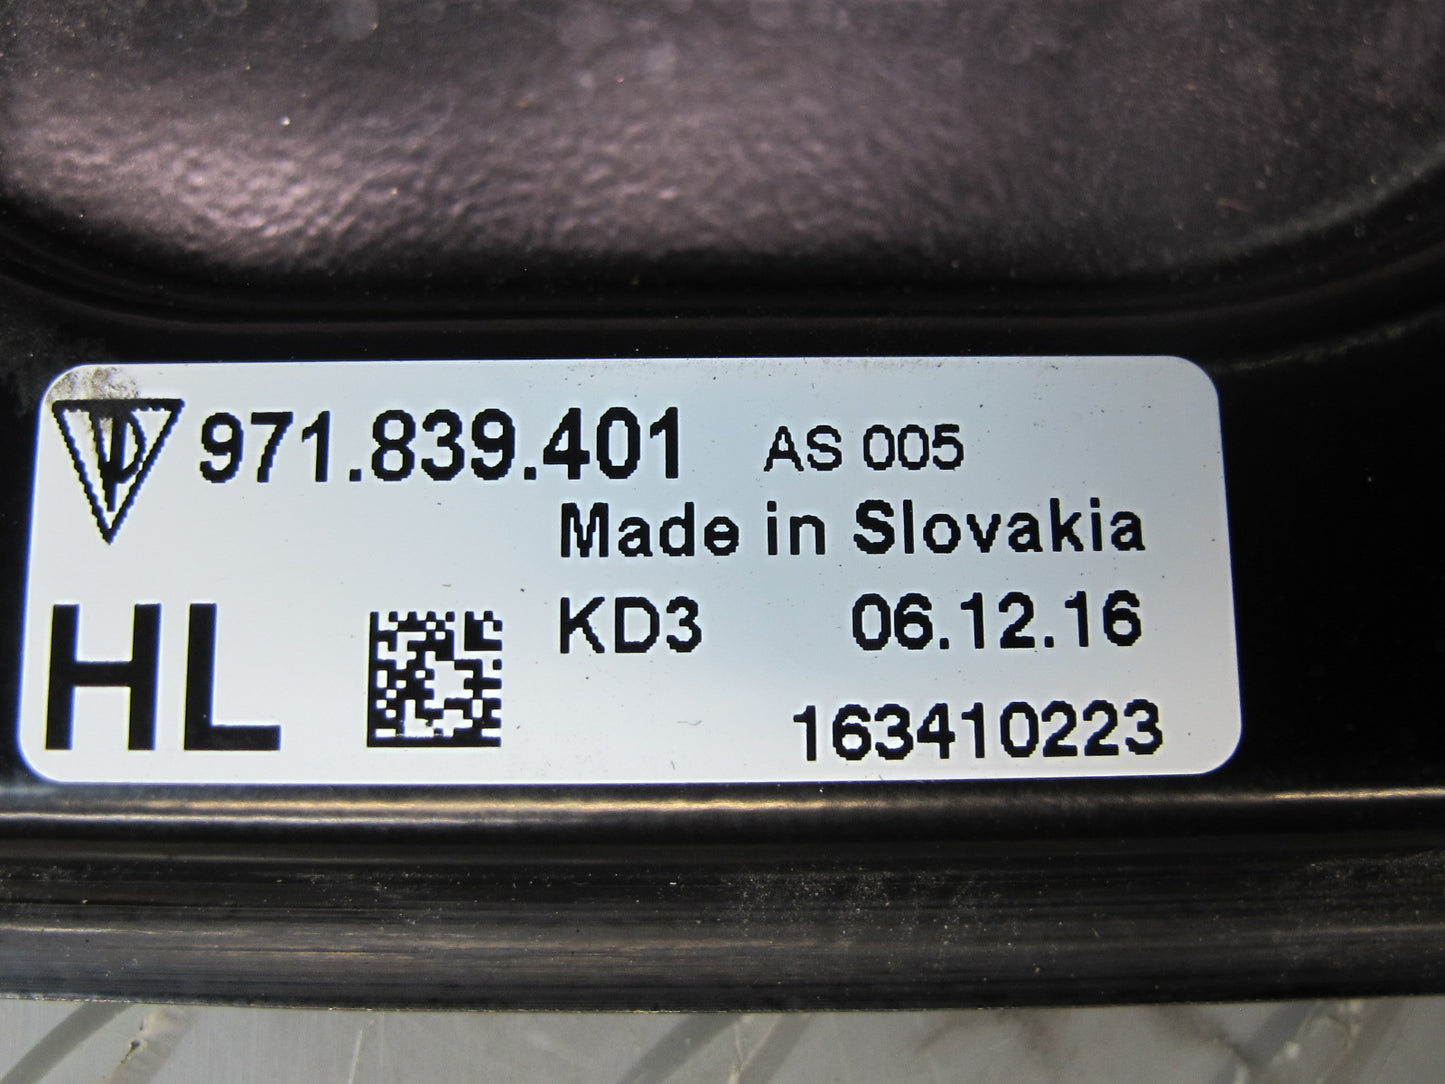 971.839.401 AS 005
Made in Slovakia
HL KD3 06.12.16
163410223